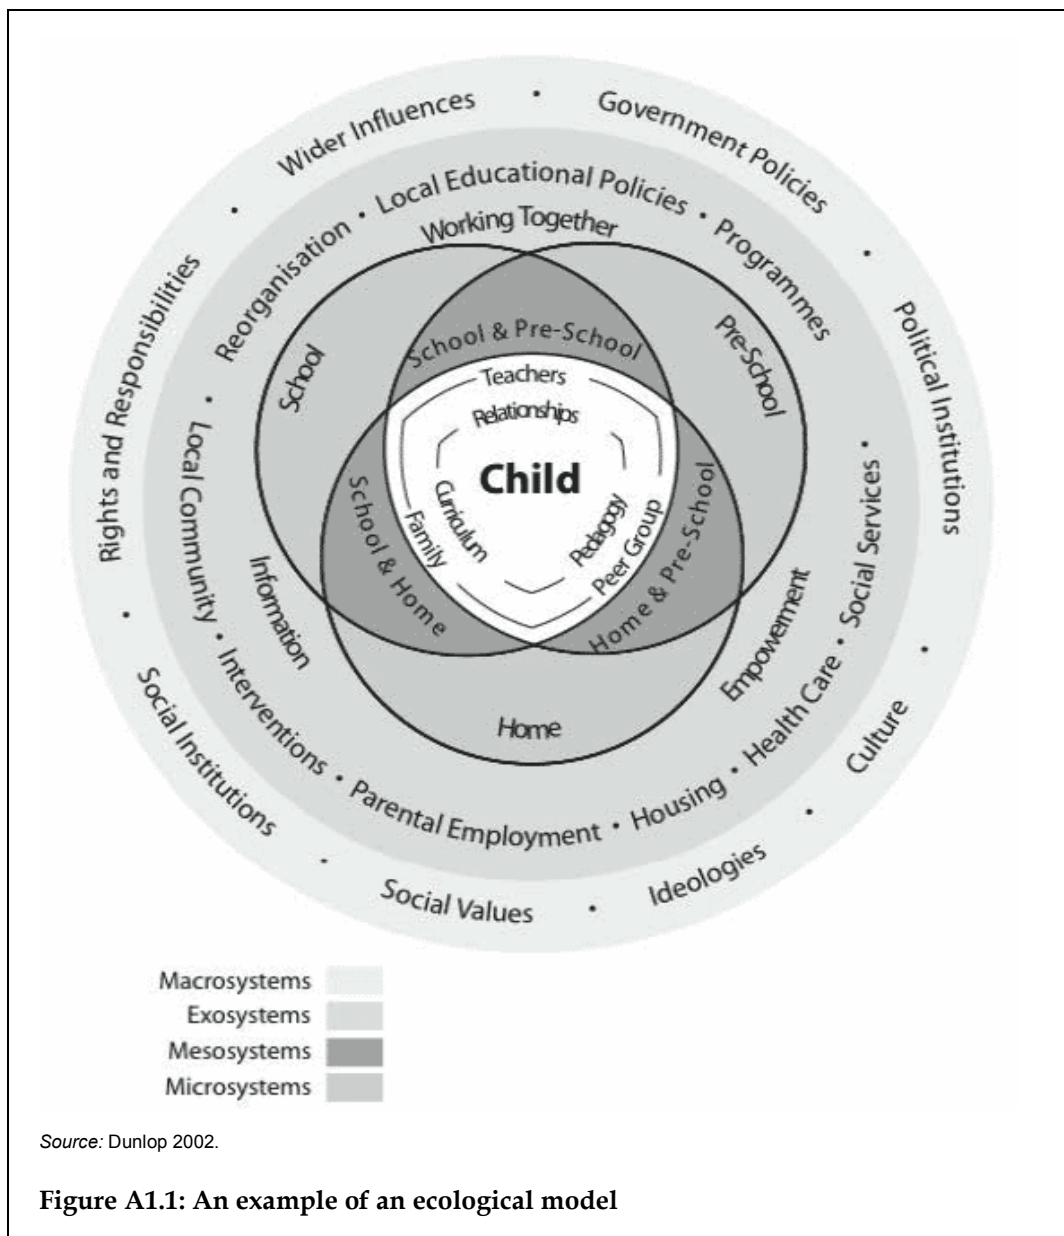 Wider Influences
•
Government Policies
•
Political Institutions
Culture
•
Ideologies
•
Social Values
•
Social Institutions
•
Rights and Responsibilities
•
Reorganisation • Local Educational Policies • Programmes
Local Community • Interventions • Parental Employment • Housing • Health Care • Social Services •
Working Together
Information
Empowerment
School
Pre-School
Home
School & Pre-School
School & Home
Home & Pre-School
Teachers
Relationships
Child
Curriculum
Pedagogy
Family
Peer Group
Macrosystems
Exosystems
Mesosystems
Microsystems
Source: Dunlop 2002.
Figure A1.1: An example of an ecological model